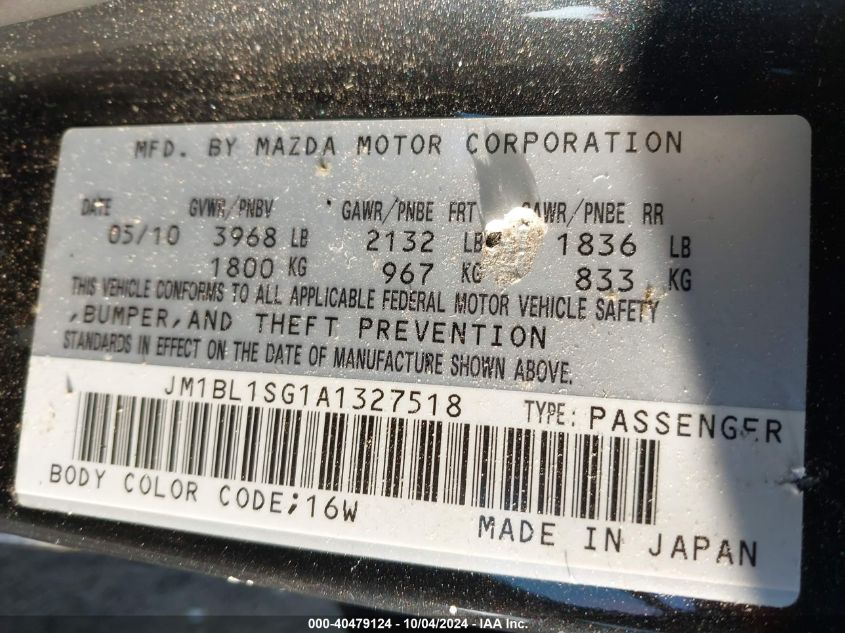 MFD. BY MAZDA MOTOR CORPORATION
DATE GVWR/PNBV GAWR/PNBE FRT GAWR/PNBE RR
05/10 3968 LB 2132 LB 1836 LB
1800 KG 967 KG 833 KG
THIS VEHICLE CONFORMS TO ALL APPLICABLE FEDERAL MOTOR VEHICLE SAFETY
,BUMPER,AND THEFT PREVENTION
STANDARDS IN EFFECT ON THE DATE OF MANUFACTURE SHOWN ABOVE.
JM1BL1SG1A1327518 TYPE: PASSENGER
BODY COLOR CODE;16W
MADE IN JAPAN
000-40479124 - 10/04/2024 - IAA Inc.